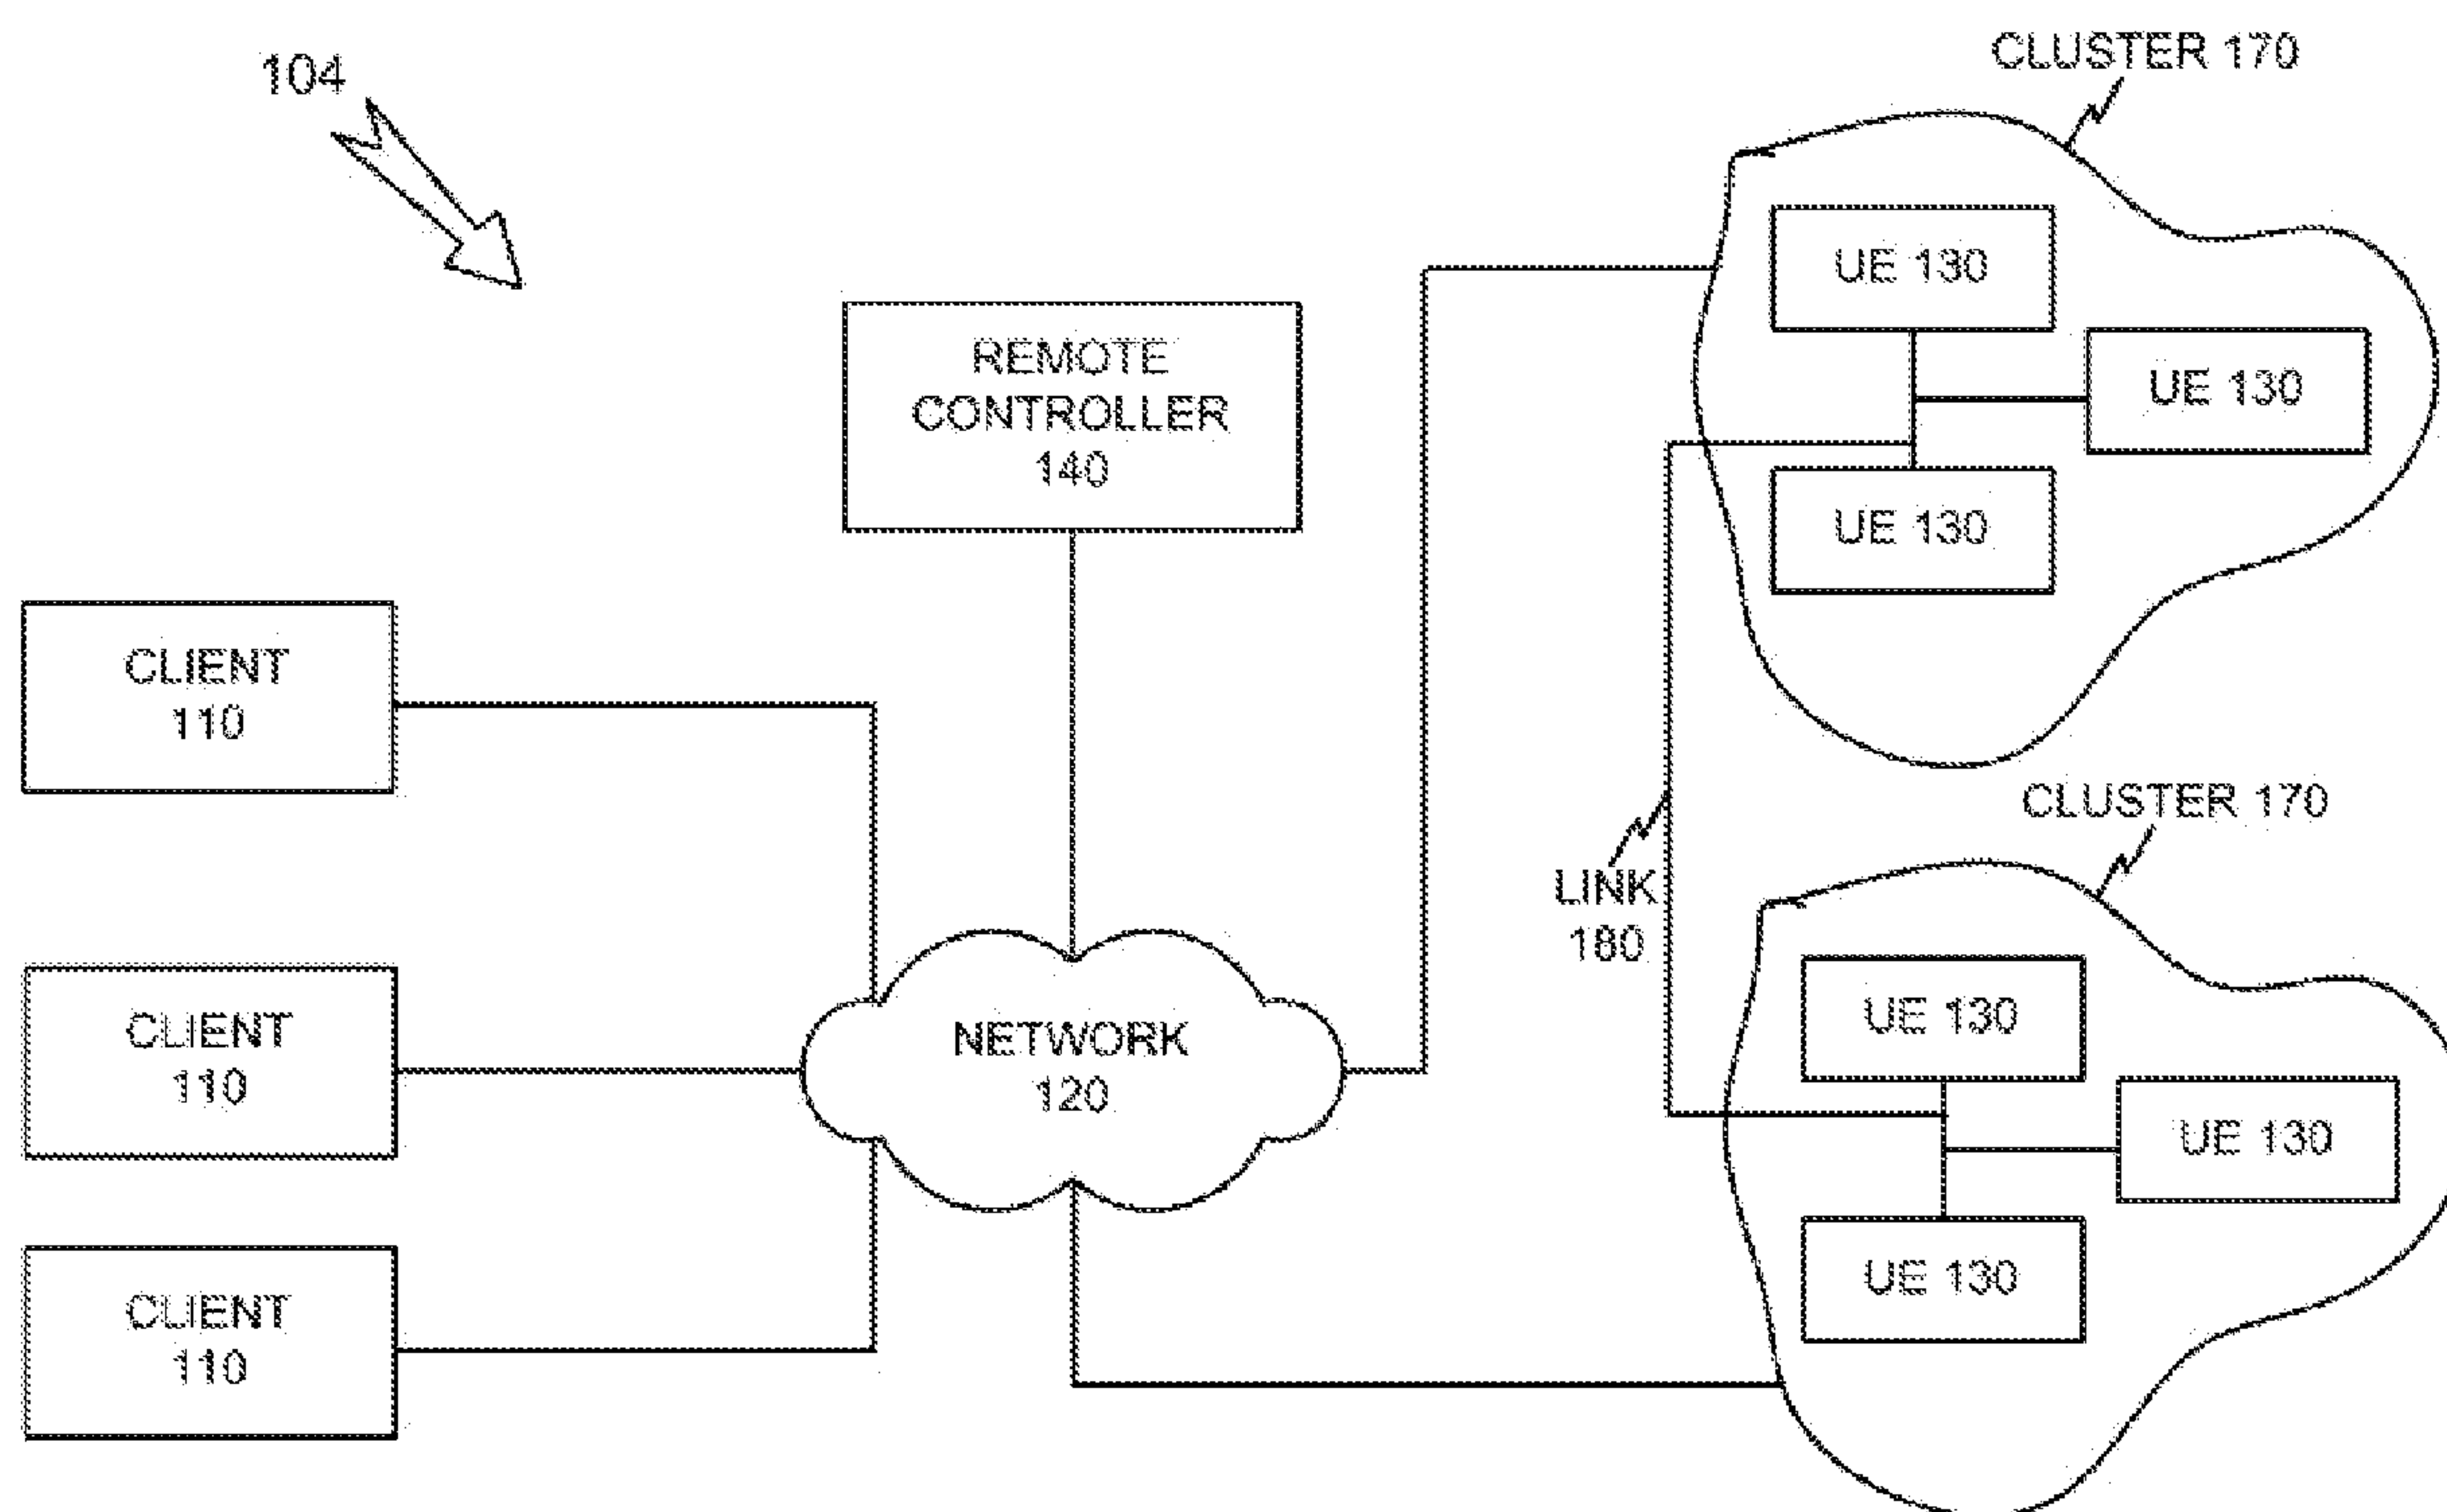 104
CLUSTER 170
UE 130
REMOTE
CONTROLLER
140
UE 130
UE 130
CLIENT
110
CLUSTER 170
LINK
180
CLIENT
110
NETWORK
120
UE 130
UE 130
UE 130
CLIENT
110